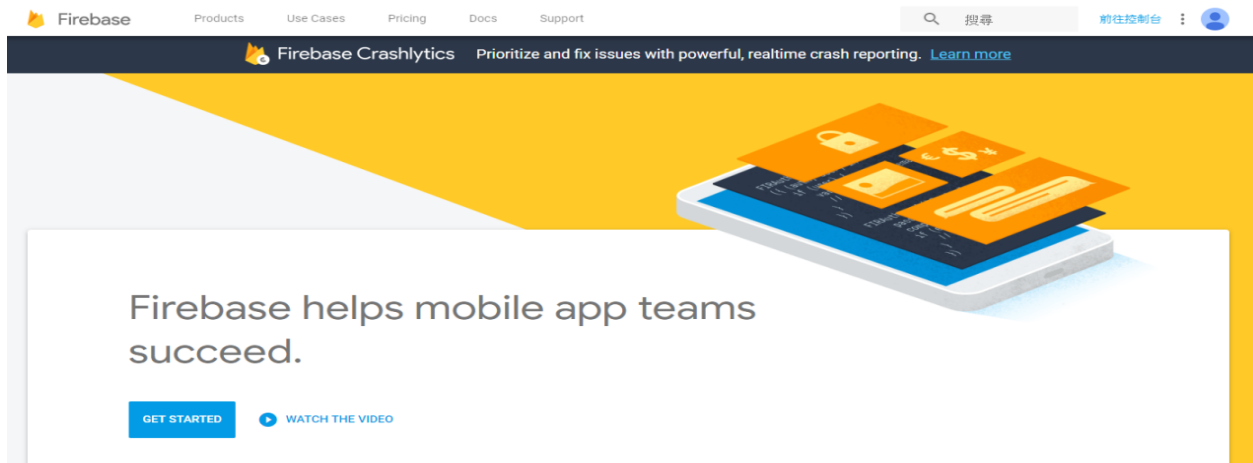 Firebase Products Use Cases Pricing Docs Support 搜尋 前往控制台
Firebase Crashlytics Prioritize and fix issues with powerful, realtime crash reporting. Learn more
Firebase helps mobile app teams
succeed.
GET STARTED WATCH THE VIDEO